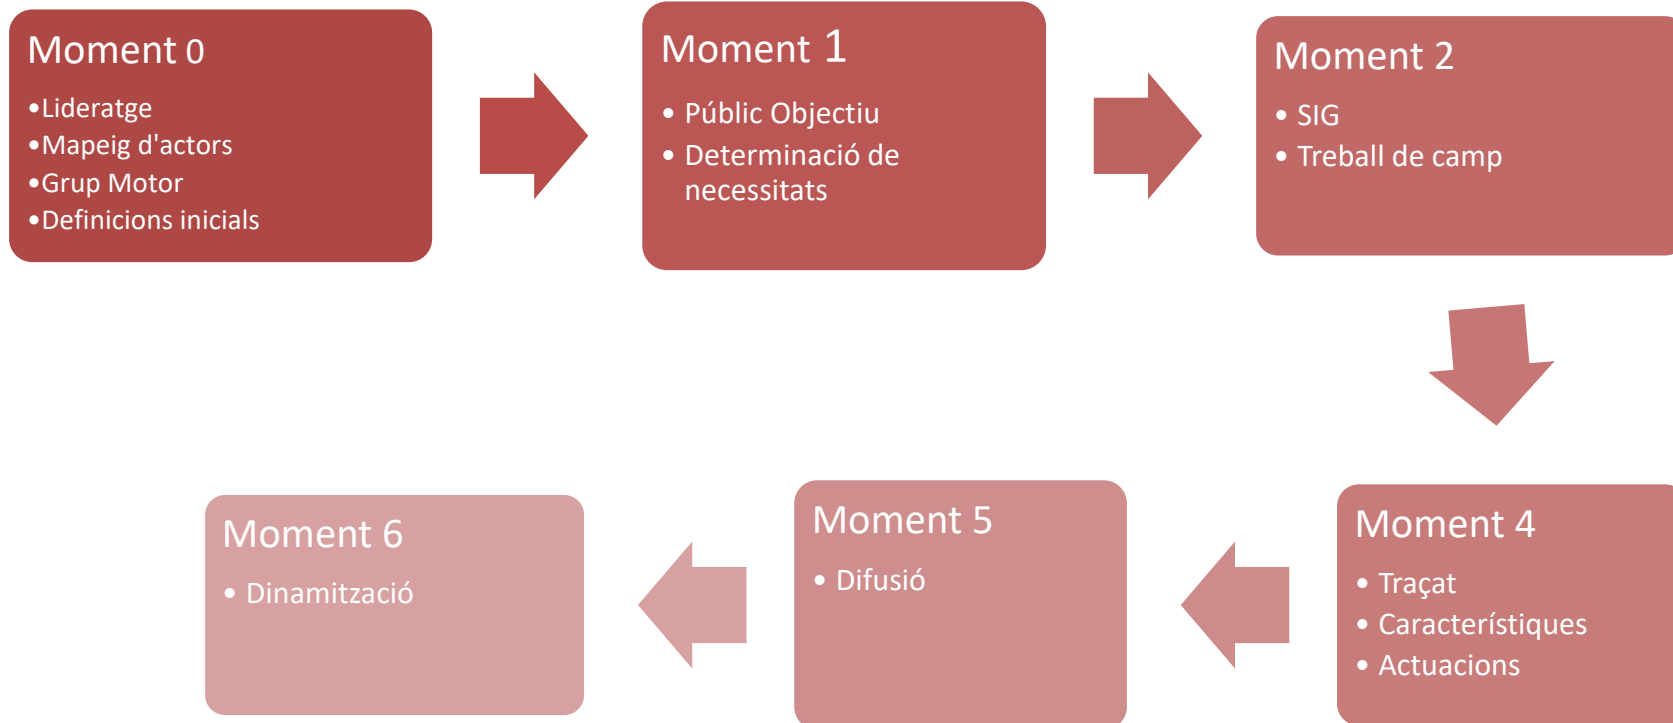 Moment 0
•Lideratge
•Mapeig d'actors
•Grup Motor
•Definicions inicials
Moment 1
• Públic Objectiu
• Determinació de
necessitats
Moment 2
• SIG
• Treball de camp
Moment 4
• Traçat
• Característiques
• Actuacions
Moment 5
• Difusió
Moment 6
• Dinamització